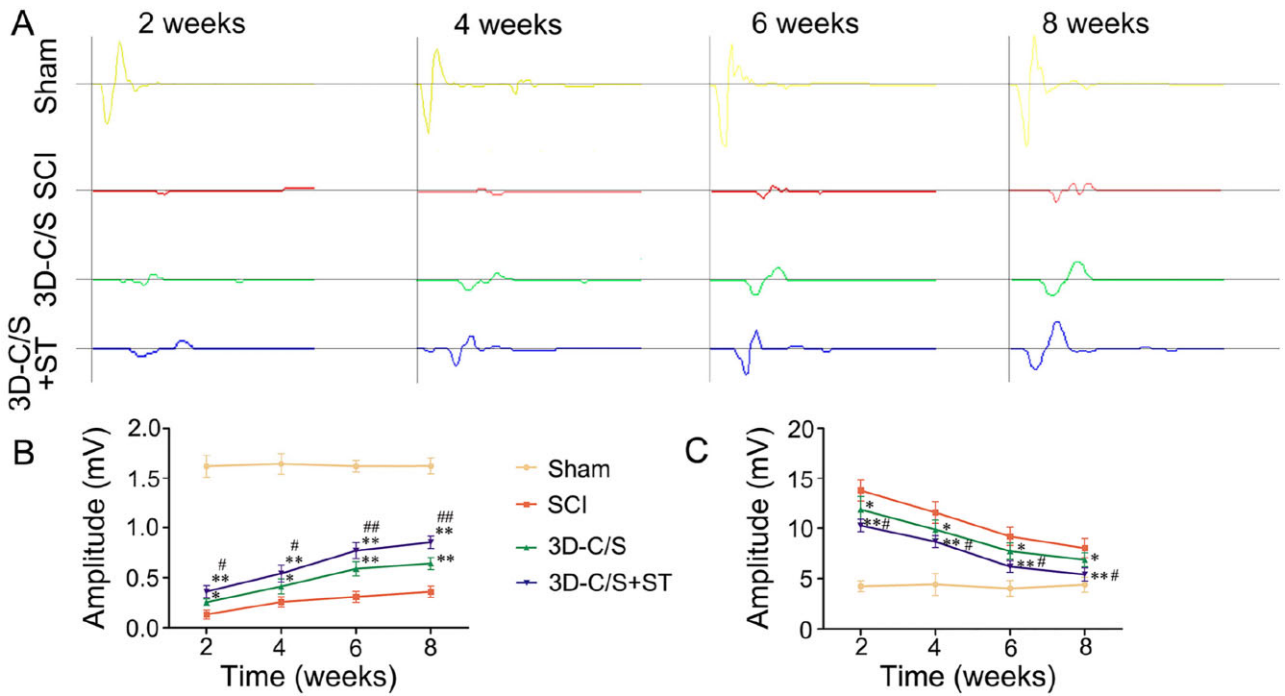 A
2 weeks
4 weeks
6 weeks
8 weeks
Sham
SCI
3D-C/S
3D-C/S
+ST
B
Amplitude (mV)
2.0
1.5
1.0
0.5
0.0
#
**
*
#
**
*
##
**
**
##
**
**
2
4
6
8
Time (weeks)
Sham
SCI
3D-C/S
3D-C/S+ST
C
Amplitude (mV)
20
15
10
5
0
*
**#
*
**#
*
**#
*
**#
2
4
6
8
Time (weeks)